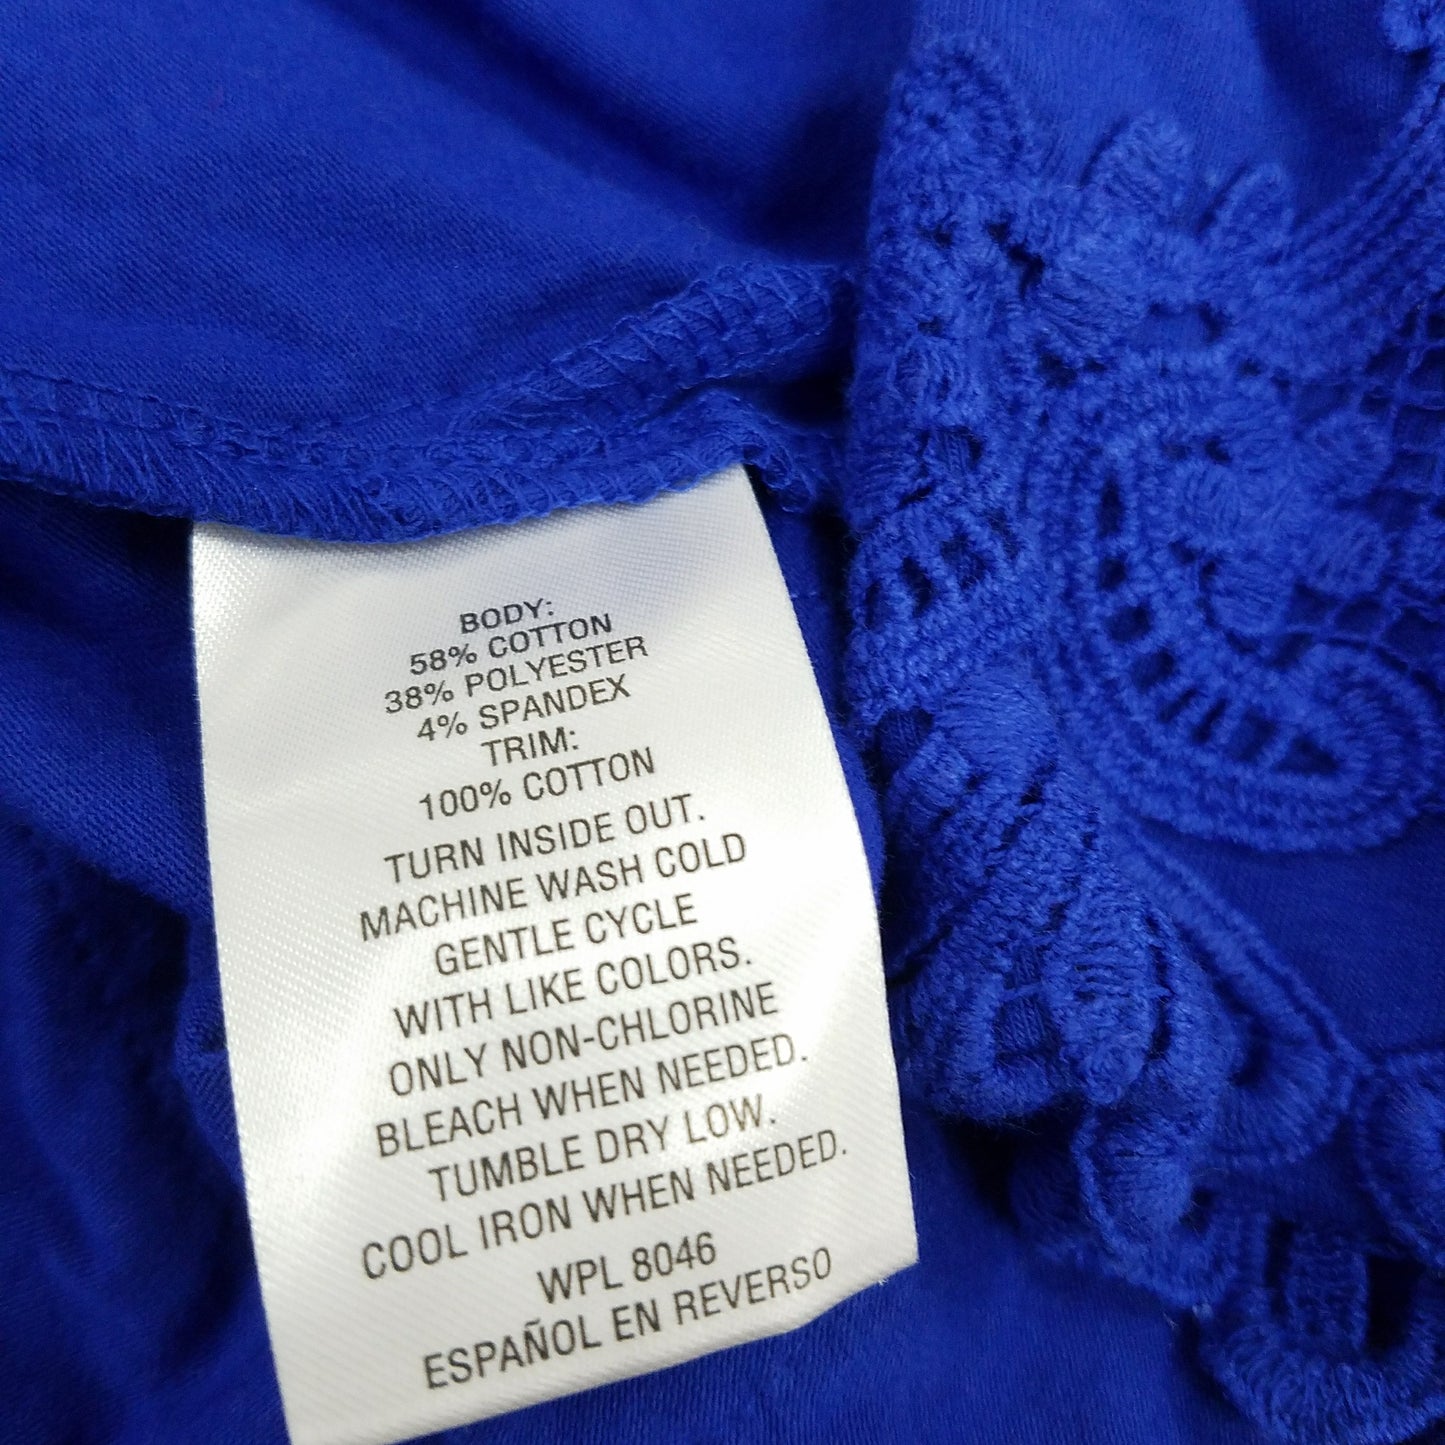 BODY:
58% COTTON
38% POLYESTER
4% SPANDEX
TRIM:
100% COTTON
TURN INSIDE OUT.
MACHINE WASH COLD
GENTLE CYCLE
WITH LIKE COLORS.
ONLY NON-CHLORINE
BLEACH WHEN NEEDED.
TUMBLE DRY LOW.
COOL IRON WHEN NEEDED.
WPL 8046
ESPAÑOL EN REVERSO